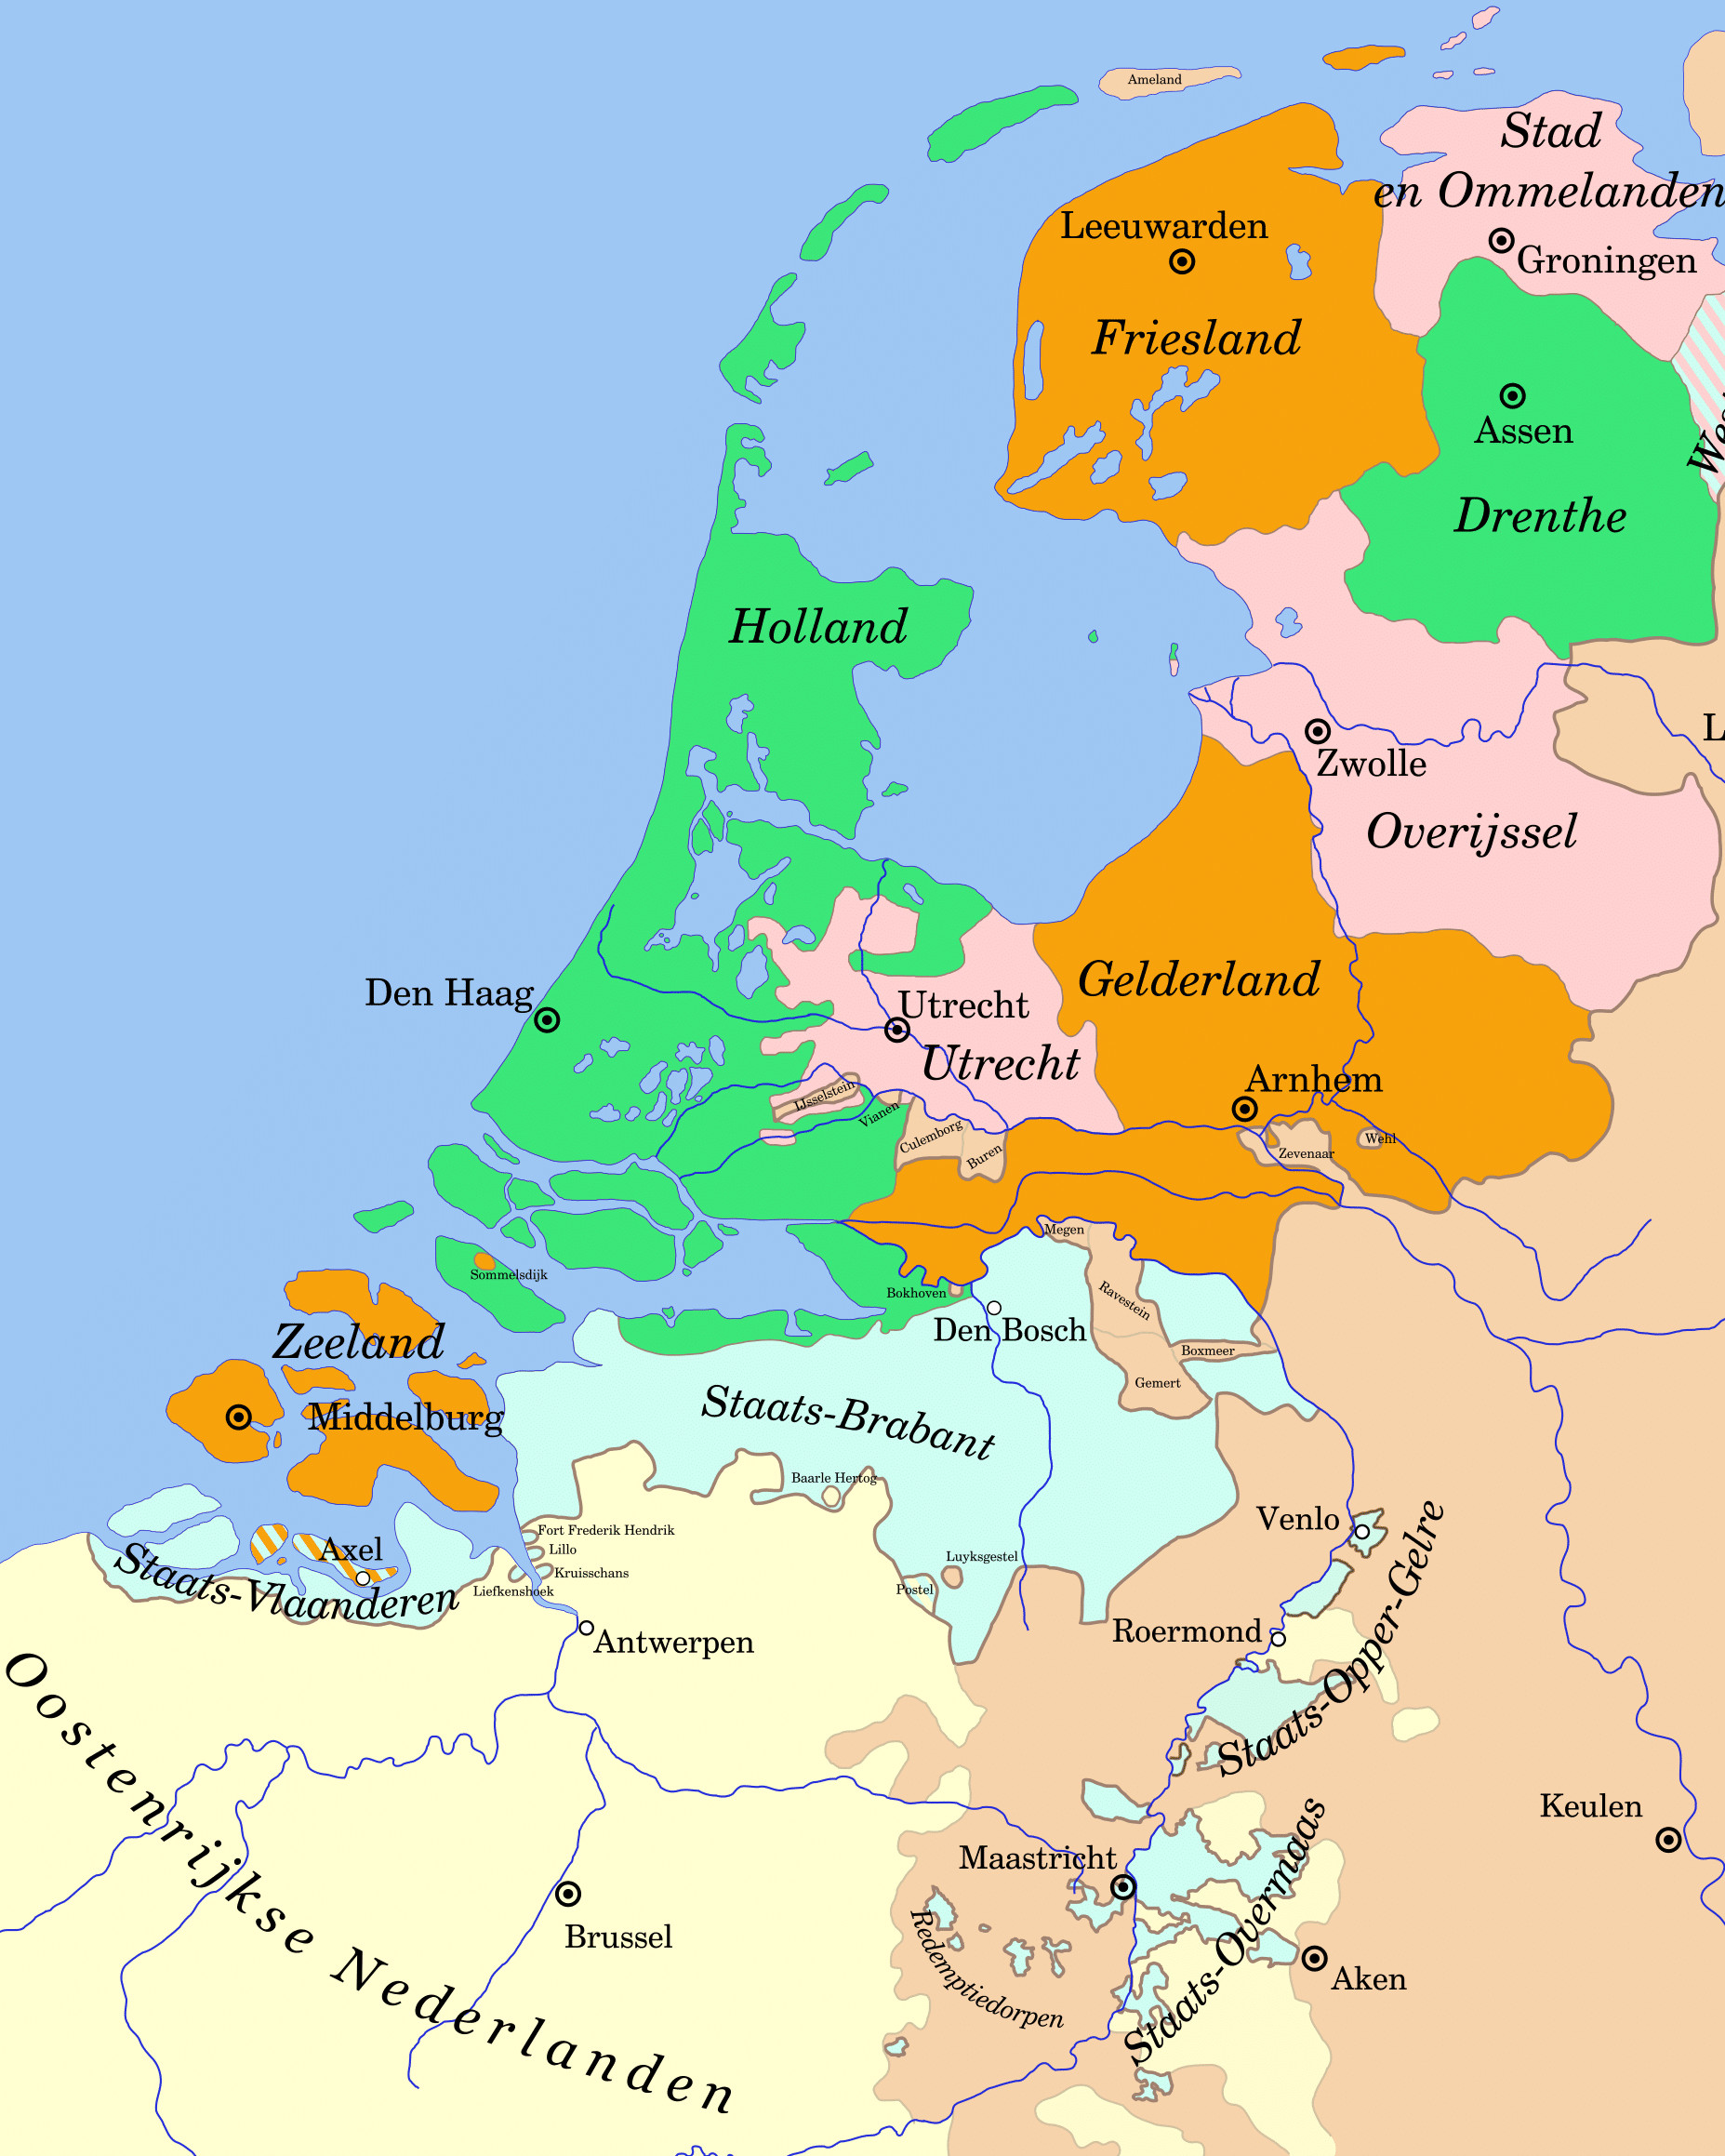 Ameland
Stad
en Ommelanden
Leeuwarden
Groningen
Friesland
Assen
Drenthe
Holland
L
Zwolle
Overijssel
Den Haag
Gelderland
Utrecht
Utrecht
Arnhem
IJsselstein
Vianen
Culemborg
Buren
Zevenaar
Wehl
Megen
Sommelsdijk
Bokhoven
Ravestein
Den Bosch
Zeeland
Boxmeer
Gemert
Middelburg
Staats-Brabant
Baarle Hertog
Venlo
Fort Frederik Hendrik
Axel
Lillo
Luyksgestel
Kruisschans
Liefkenshoek
Postel
Staats-Vlaanderen
Antwerpen
Roermond
Staats-Opper-Gelre
Oostenrijkse Nederlanden
Keulen
Maastricht
Brussel
Redemptiedorpen
Staats-Overmaas
Aken